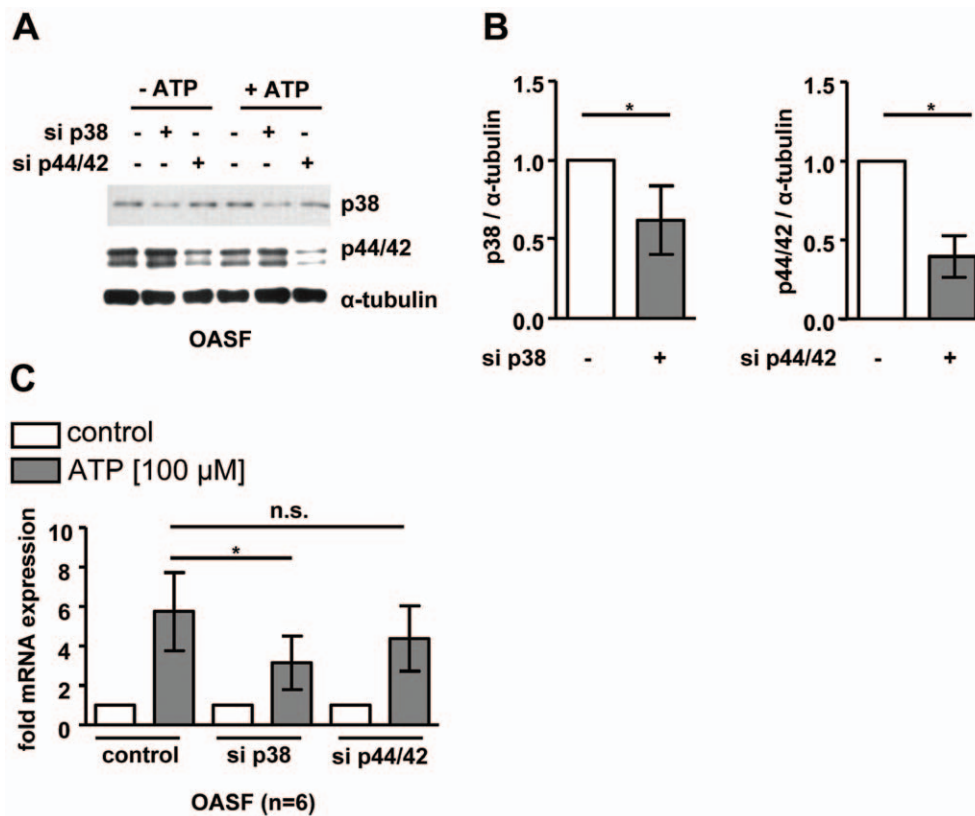 A
- ATP + ATP
si p38 - + - - + -
si p44/42 - - + - - +
p38
p44/42
α-tubulin
OASF
B
p38 / α-tubulin
1.5
1.0
0.5
0.0
*
si p38 - +
p44/42 / α-tubulin
1.5
1.0
0.5
0.0
*
si p44/42 - +
C
control
ATP [100 µM]
fold mRNA expression
10
8
6
4
2
0
n.s.
*
control si p38 si p44/42
OASF (n=6)